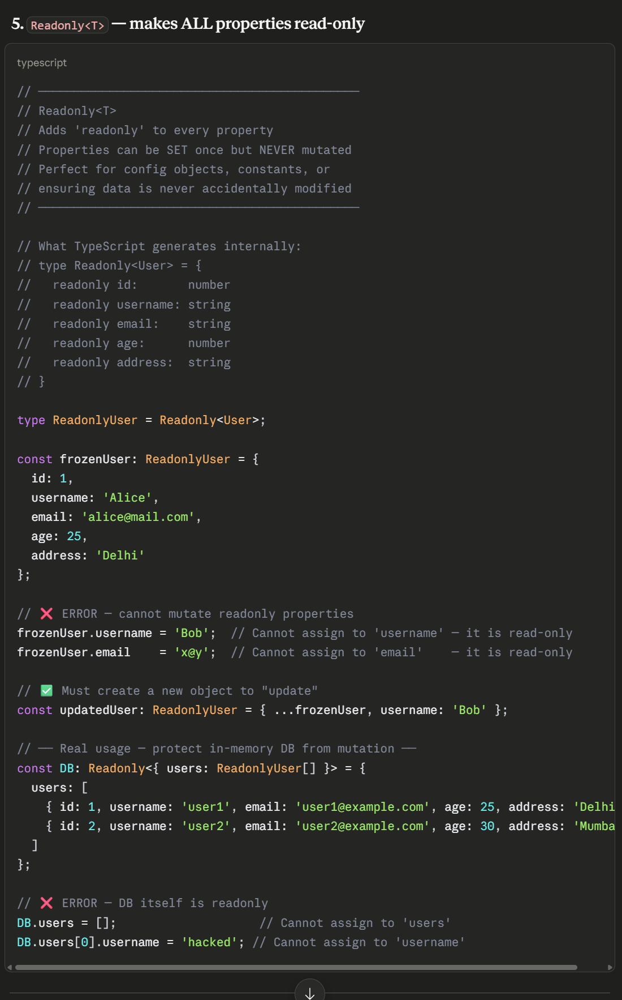 5. Readonly<T> — makes ALL properties read-only
typescript
// ─────────────────────────────────────────────
// Readonly<T>
// Adds 'readonly' to every property
// Properties can be SET once but NEVER mutated
// Perfect for config objects, constants, or
// ensuring data is never accidentally modified
// ─────────────────────────────────────────────
// What TypeScript generates internally:
// type Readonly<User> = {
//   readonly id:       number
//   readonly username: string
//   readonly email:    string
//   readonly age:      number
//   readonly address:  string
// }
type ReadonlyUser = Readonly<User>;
const frozenUser: ReadonlyUser = {
  id: 1,
  username: 'Alice',
  email: 'alice@mail.com',
  age: 25,
  address: 'Delhi'
};
// ❌ ERROR — cannot mutate readonly properties
frozenUser.username = 'Bob';  // Cannot assign to 'username' — it is read-only
frozenUser.email    = 'x@y';  // Cannot assign to 'email'    — it is read-only
// ✅ Must create a new object to "update"
const updatedUser: ReadonlyUser = { ...frozenUser, username: 'Bob' };
// ── Real usage — protect in-memory DB from mutation ──
const DB: Readonly<{ users: ReadonlyUser[] }> = {
  users: [
    { id: 1, username: 'user1', email: 'user1@example.com', age: 25, address: 'Delhi
    { id: 2, username: 'user2', email: 'user2@example.com', age: 30, address: 'Mumba
  ]
};
// ❌ ERROR — DB itself is readonly
DB.users = [];                    // Cannot assign to 'users'
DB.users[0].username = 'hacked'; // Cannot assign to 'username'